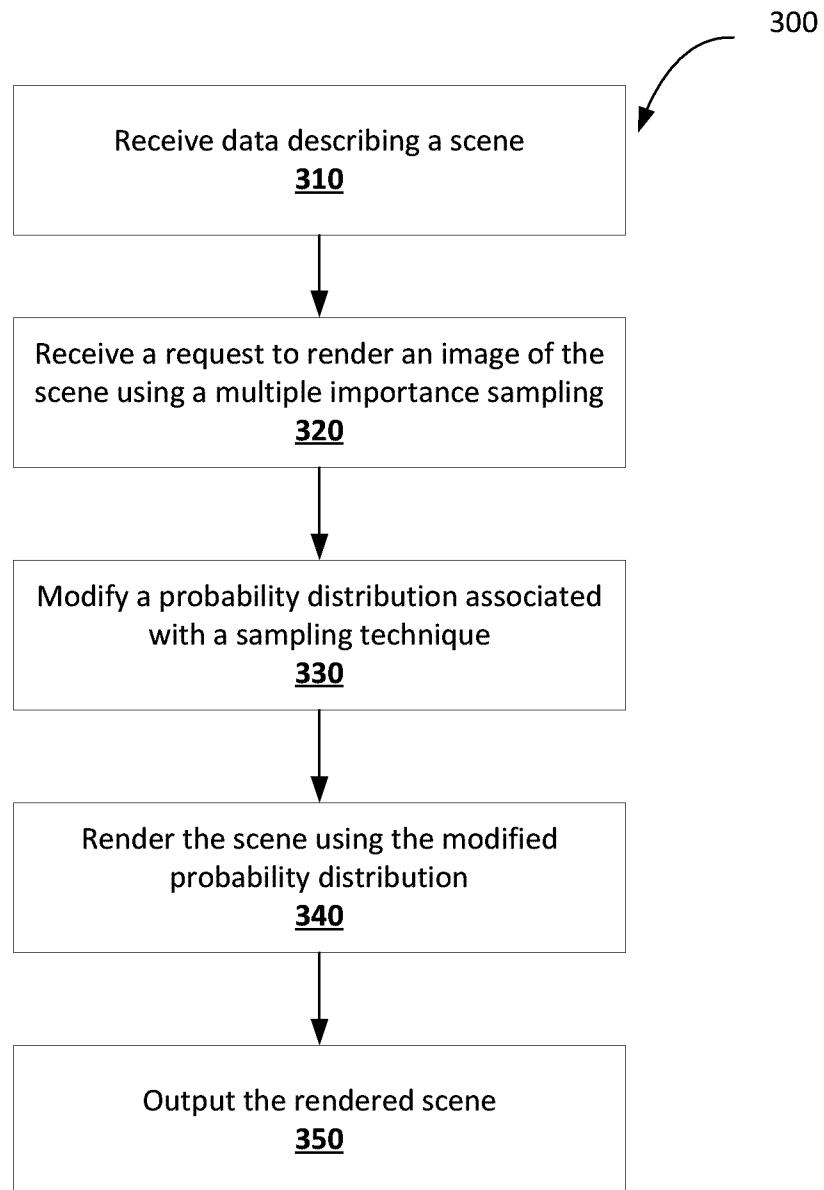 300
Receive data describing a scene
310
Receive a request to render an image of the
scene using a multiple importance sampling
320
Modify a probability distribution associated
with a sampling technique
330
Render the scene using the modified
probability distribution
340
Output the rendered scene
350